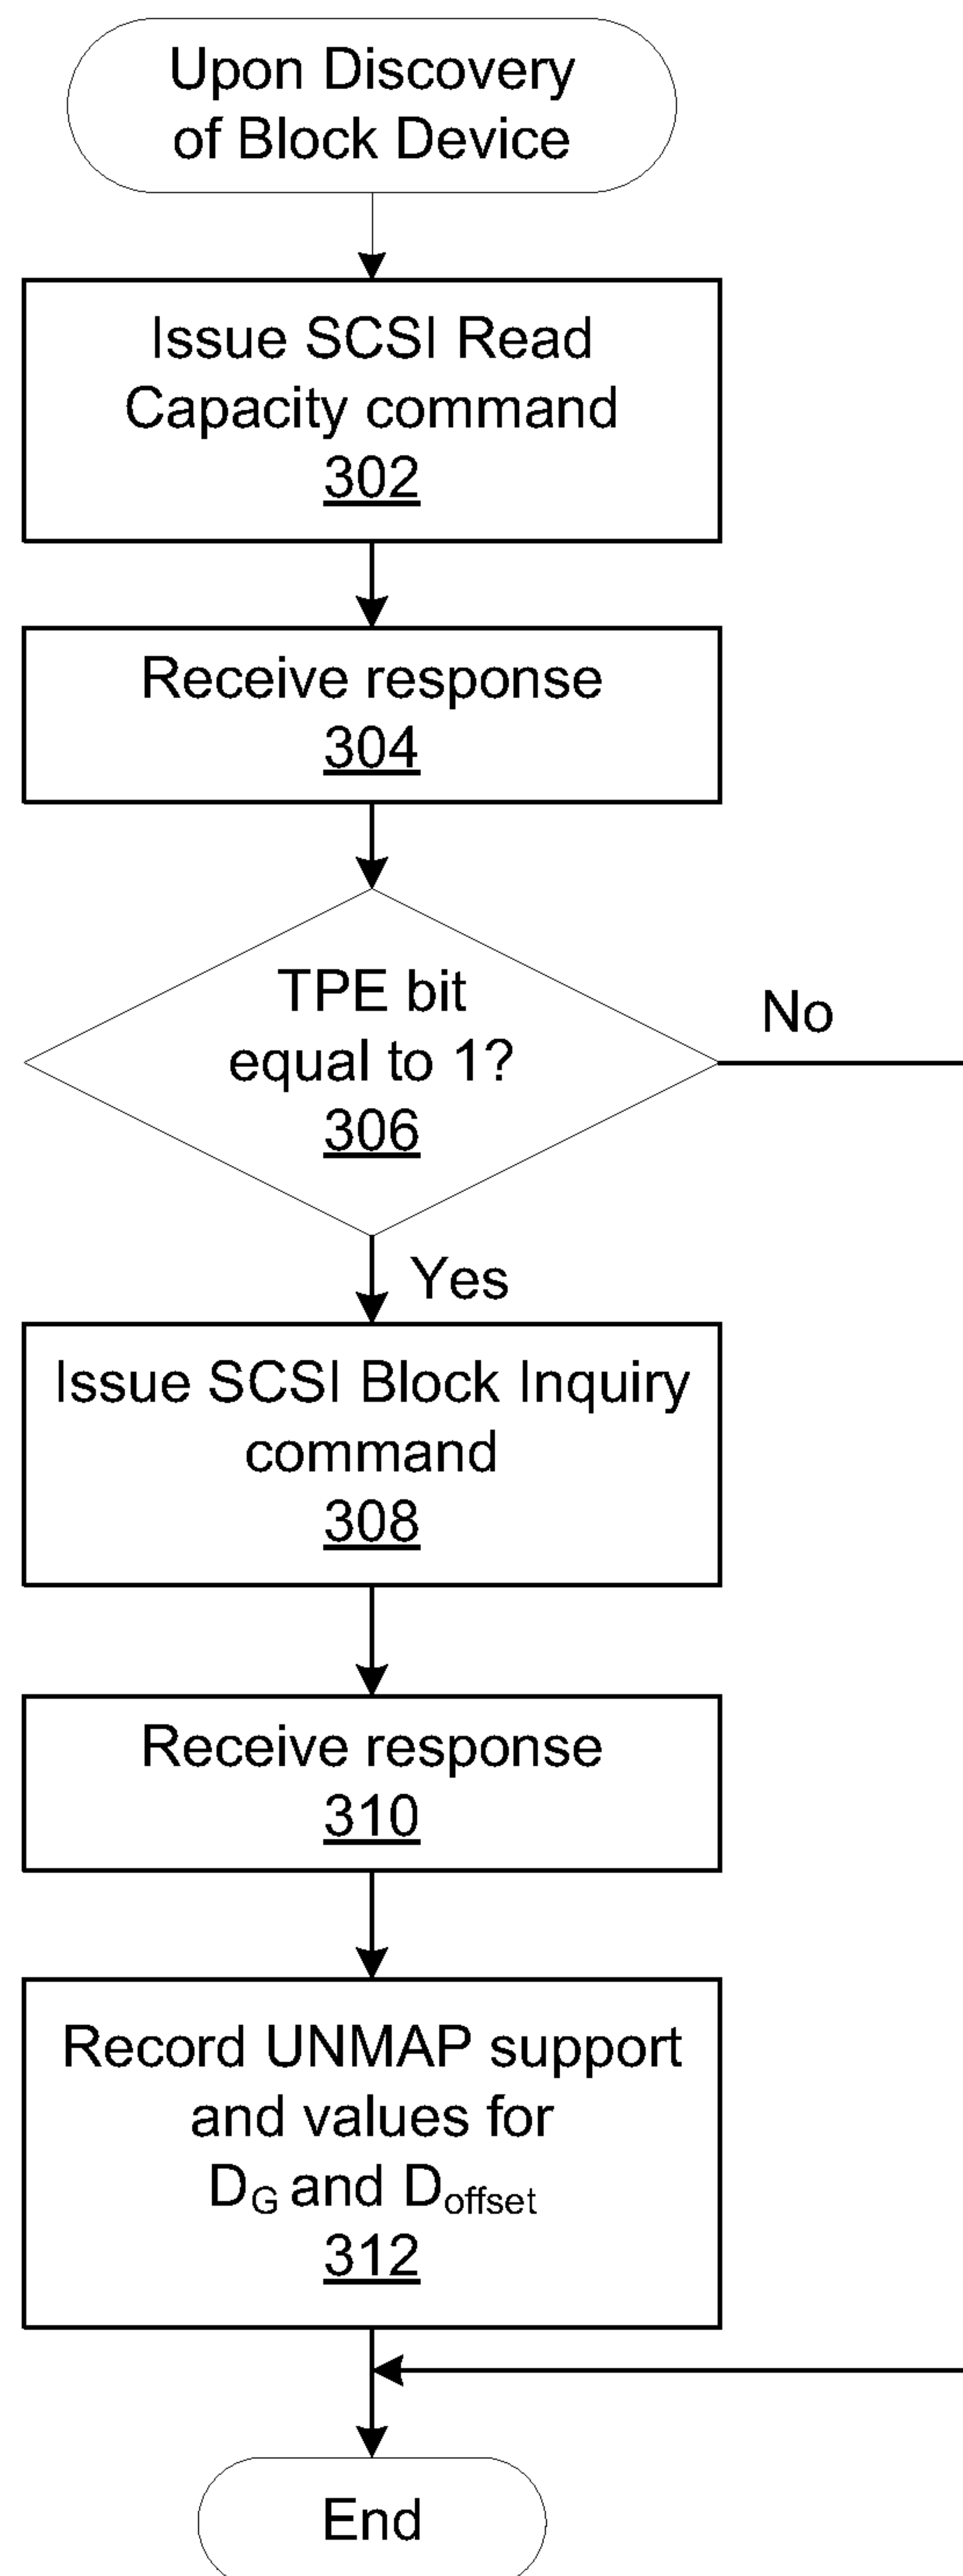 Upon Discovery
of Block Device
Issue SCSI Read
Capacity command
302
Receive response
304
TPE bit
equal to 1?
306
No
Yes
Issue SCSI Block Inquiry
command
308
Receive response
310
Record UNMAP support
and values for
D_G and D_offset
312
End